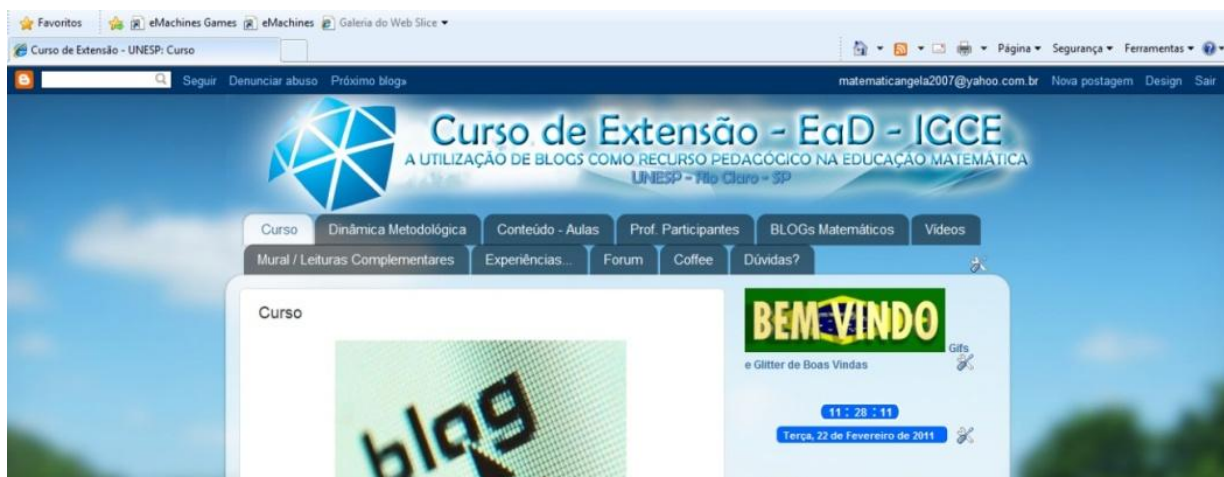 Favoritos eMachines Games eMachines Galeria do Web Slice
Curso de Extensão - UNESP: Curso Página Segurança Ferramentas
Seguir Denunciar abuso Próximo blog» matematicangela2007@yahoo.com.br Nova postagem Design Sair
Curso de Extensão - EaD - IGCE
A UTILIZAÇÃO DE BLOGS COMO RECURSO PEDAGÓGICO NA EDUCAÇÃO MATEMÁTICA
UNESP - Rio Claro - SP
Curso Dinâmica Metodológica Conteúdo - Aulas Prof. Participantes BLOGs Matemáticos Vídeos
Mural / Leituras Complementares Experiências... Forum Coffee Dúvidas?
Curso
blog
BEM VINDO
Gifs
e Glitter de Boas Vindas
11 : 28 : 11
Terça, 22 de Fevereiro de 2011